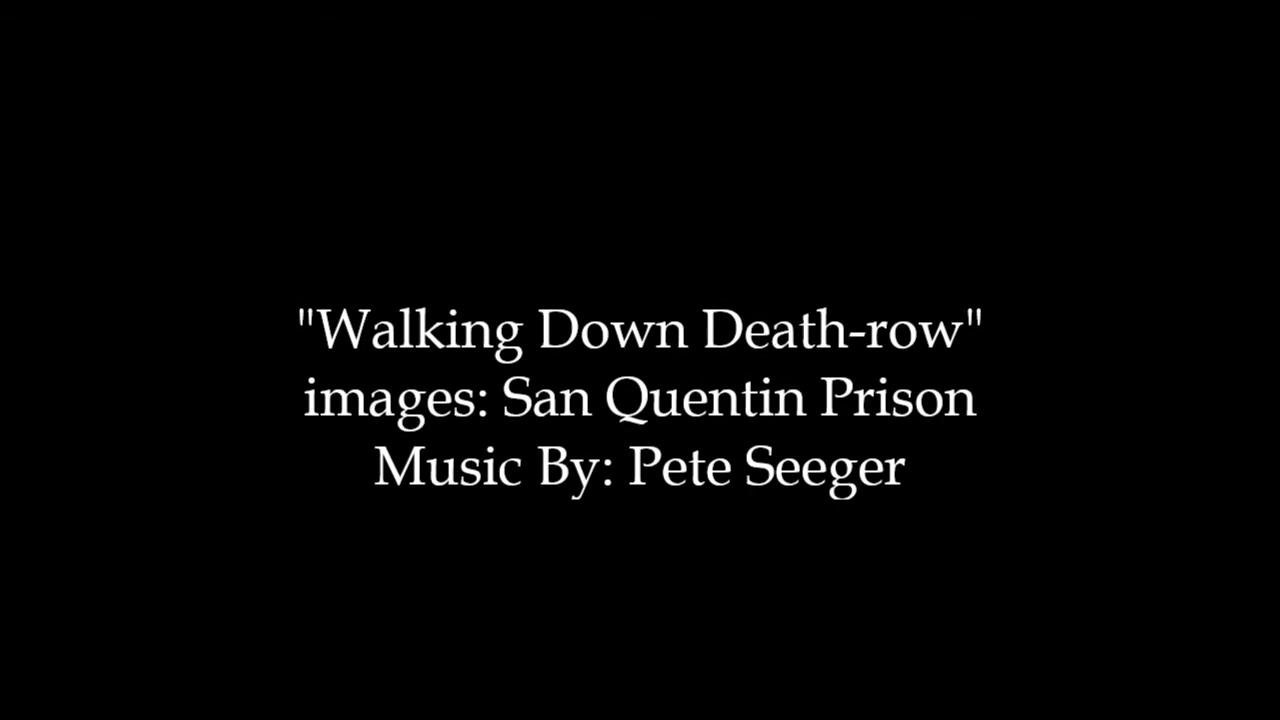 "Walking Down Death-row"
images: San Quentin Prison
Music By: Pete Seeger